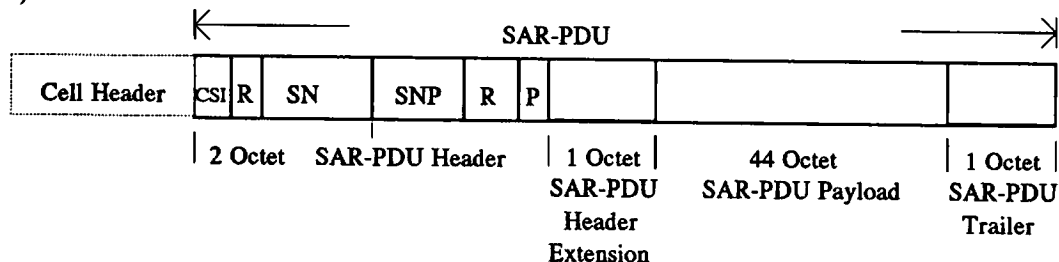 SAR-PDU
Cell Header CSI R SN SNP R P
2 Octet SAR-PDU Header 1 Octet 44 Octet 1 Octet
SAR-PDU SAR-PDU Payload SAR-PDU
Header Trailer
Extension